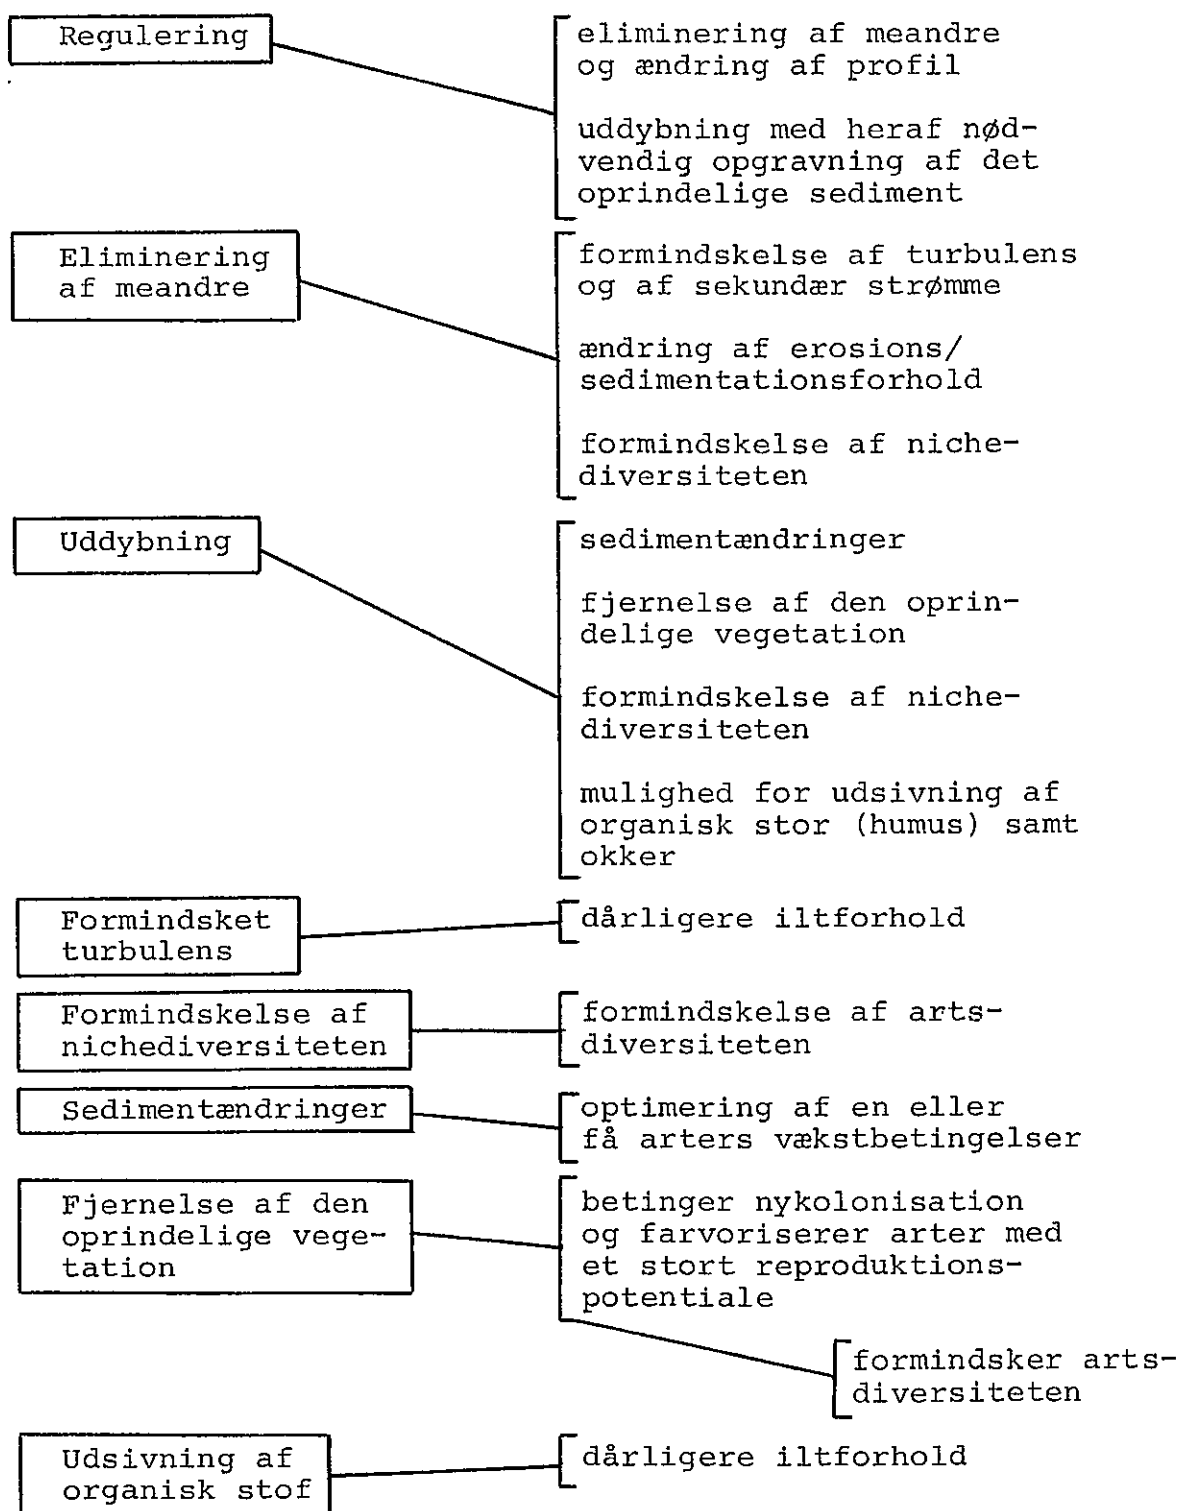 Regulering
eliminering af meandre
og ændring af profil
uddybning med heraf nød-
vendig opgravning af det
oprindelige sediment
Eliminering
af meandre
formindskelse af turbulens
og af sekundær strømme
ændring af erosions/
sedimentationsforhold
formindskelse af niche-
diversiteten
Uddybning
sedimentændringer
fjernelse af den oprin-
delige vegetation
formindskelse af niche-
diversiteten
mulighed for udsivning af
organisk stor (humus) samt
okker
Formindsket
turbulens
dårligere iltforhold
Formindskelse af
nichediversiteten
formindskelse af arts-
diversiteten
Sedimentændringer
optimering af en eller
få arters vækstbetingelser
Fjernelse af den
oprindelige vege-
tation
betinger nykolonisation
og farvoriserer arter med
et stort reproduktions-
potentiale
formindsker arts-
diversiteten
Udsivning af
organisk stof
dårligere iltforhold